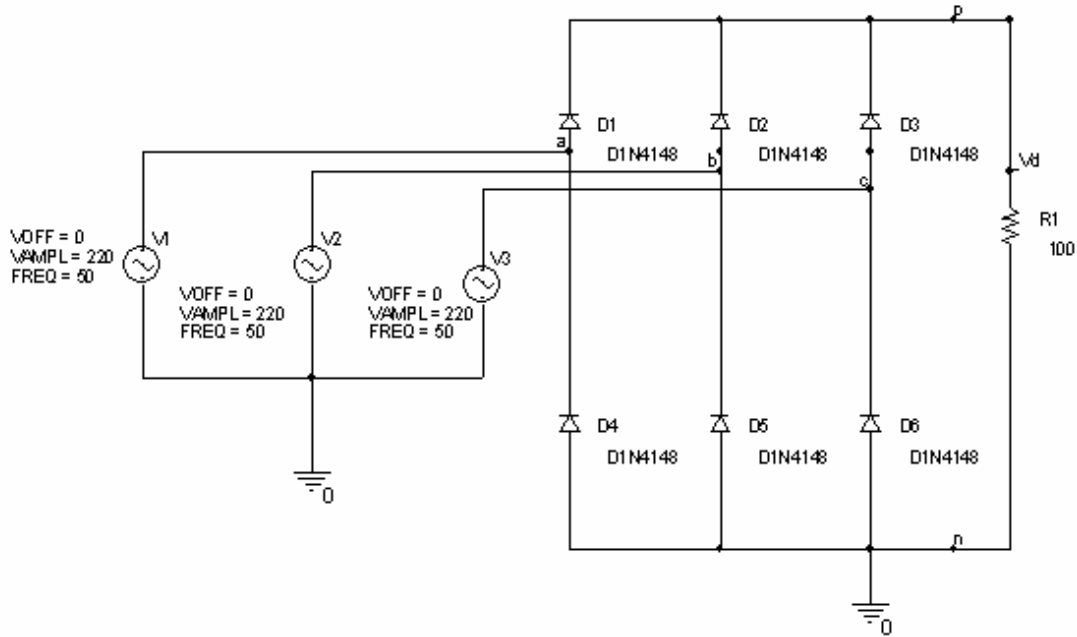 p
D1
D2
D3
a
D1N4148
D1N4148
D1N4148
b
Vd
c
R1
100
V1
V2
V3
VOFF = 0
VAMPL = 220
FREQ = 50
VOFF = 0
VAMPL = 220
FREQ = 50
VOFF = 0
VAMPL = 220
FREQ = 50
D4
D5
D6
D1N4148
D1N4148
D1N4148
0
n
0